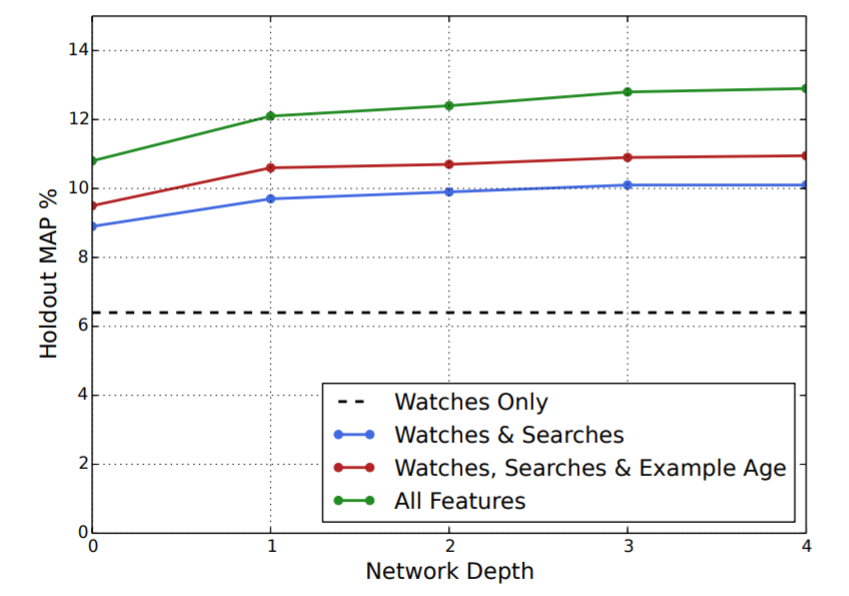 14
12
10
8
6
4
2
0
0 1 2 3 4
Holdout MAP %
Network Depth
Watches Only
Watches & Searches
Watches, Searches & Example Age
All Features